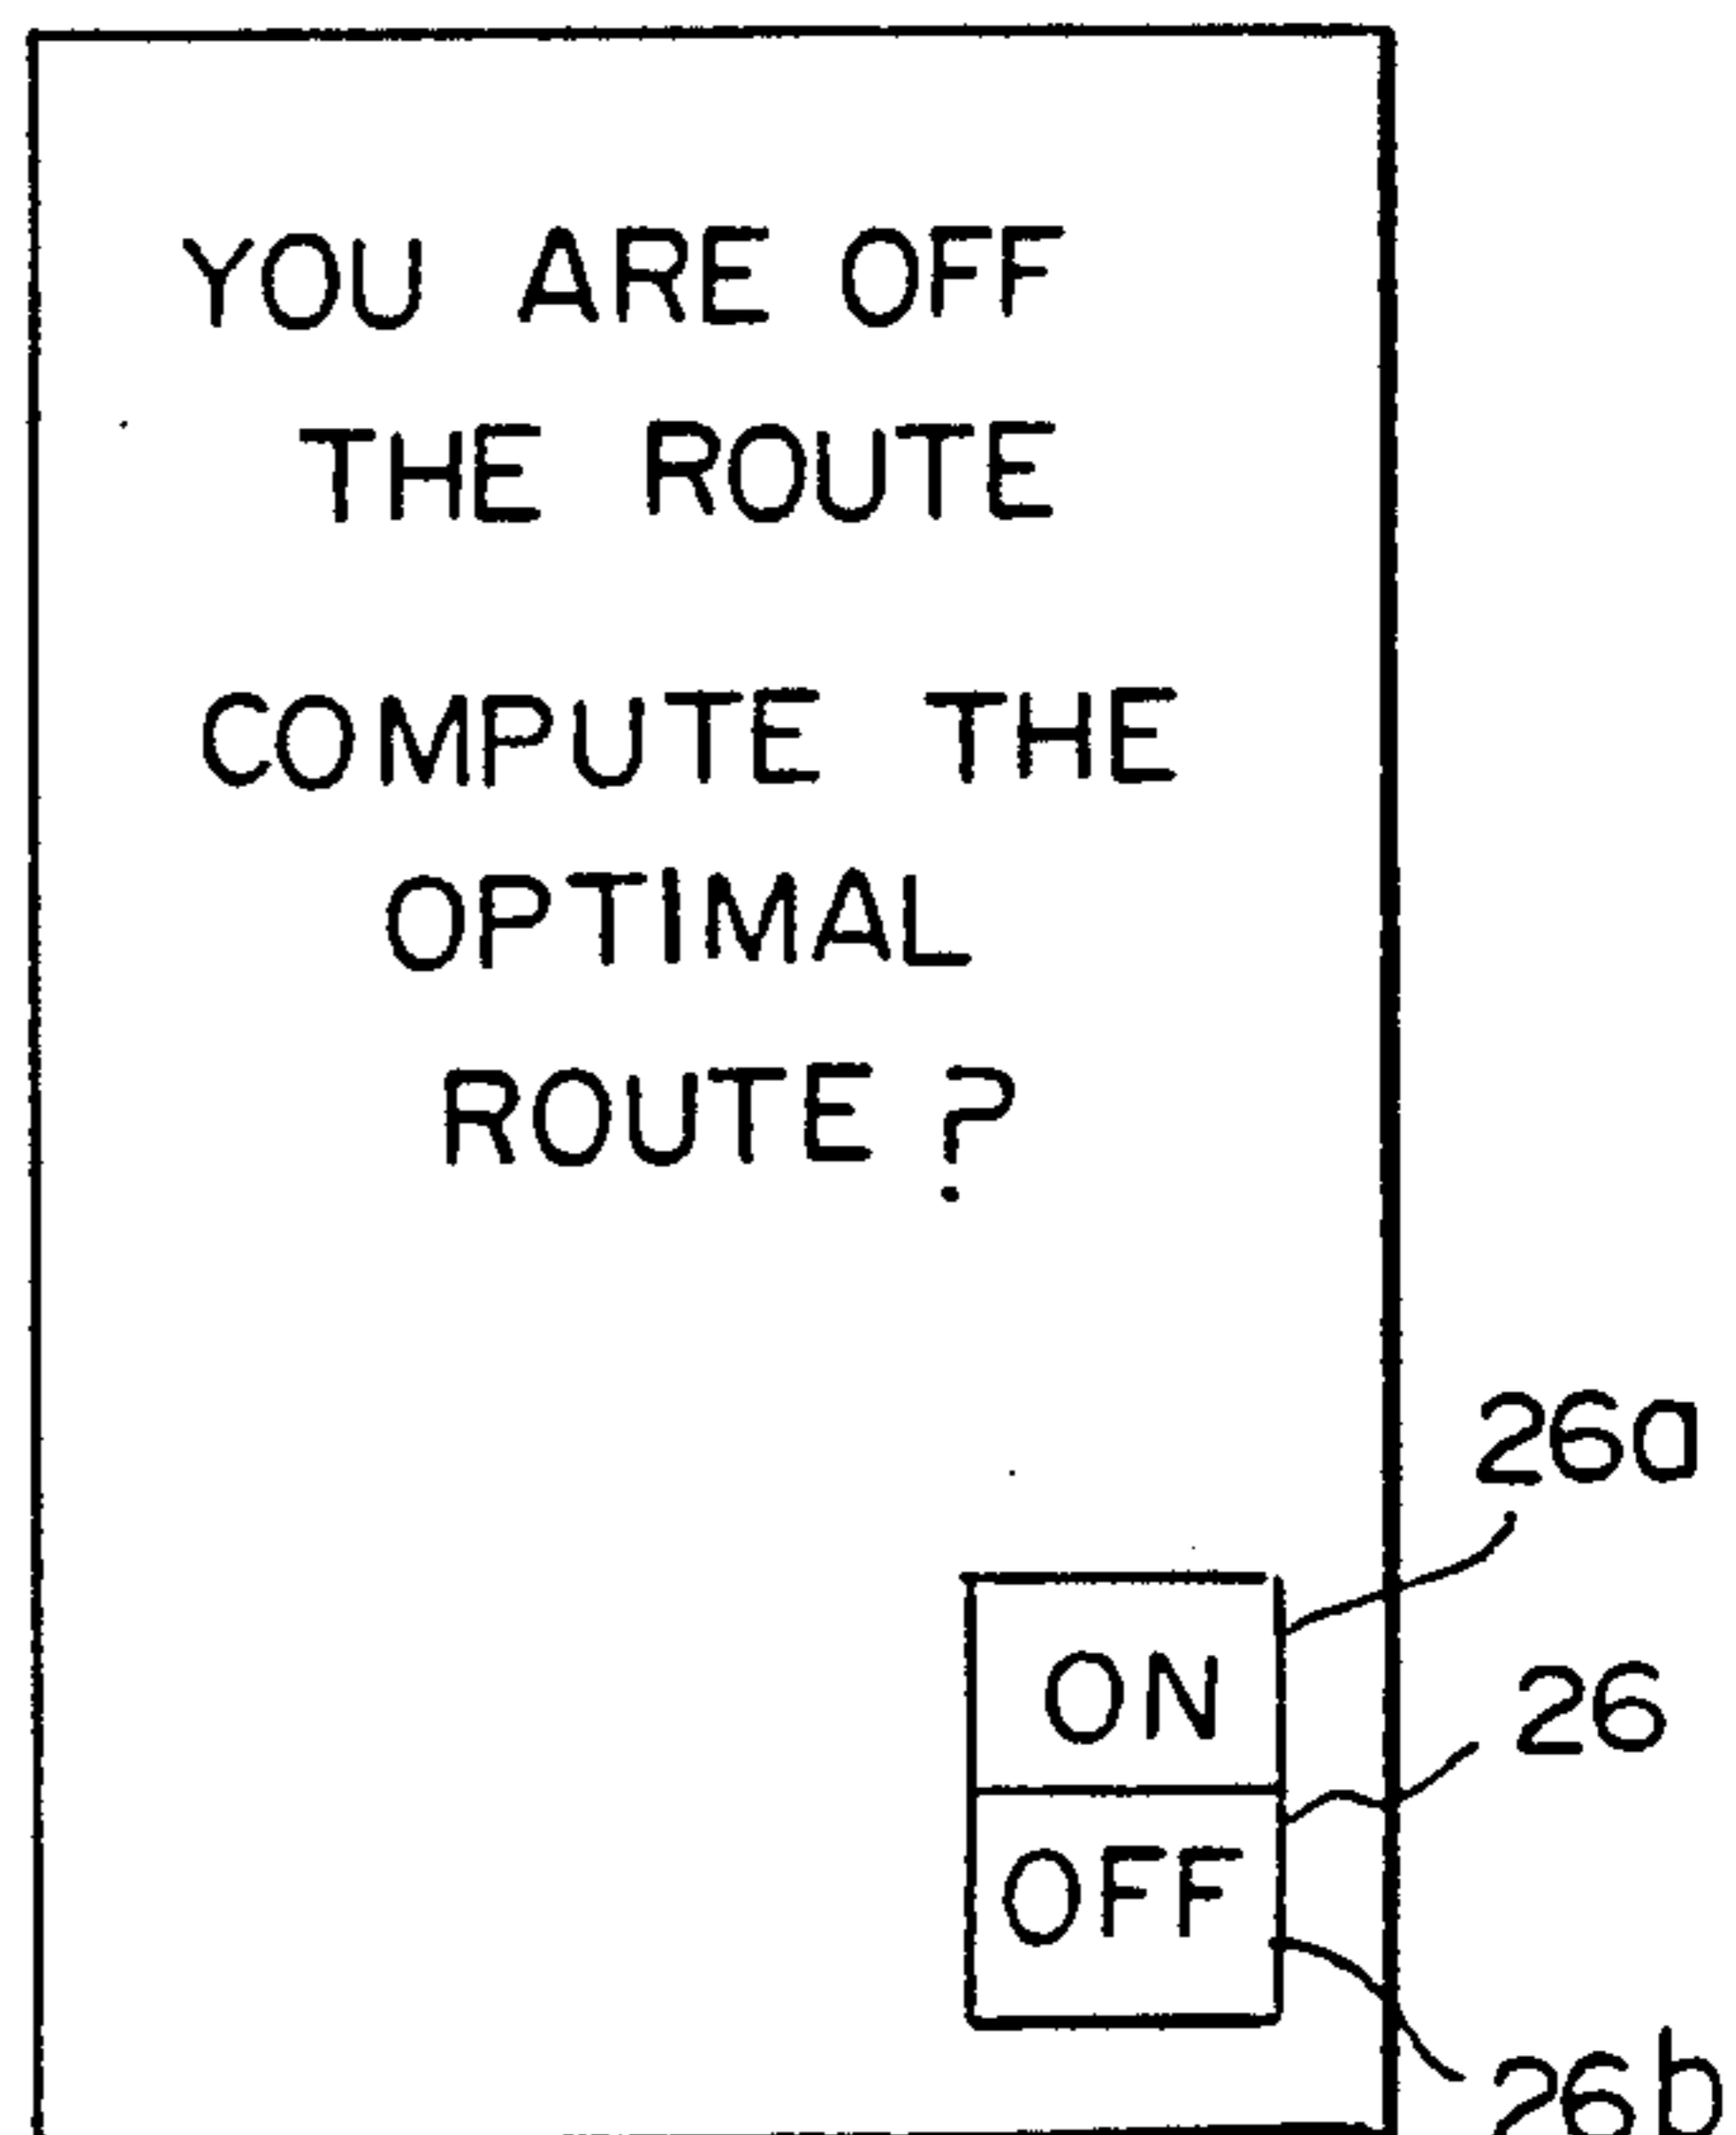 YOU ARE OFF
THE ROUTE
COMPUTE THE
OPTIMAL
ROUTE ?
26a
ON
26
OFF
26b